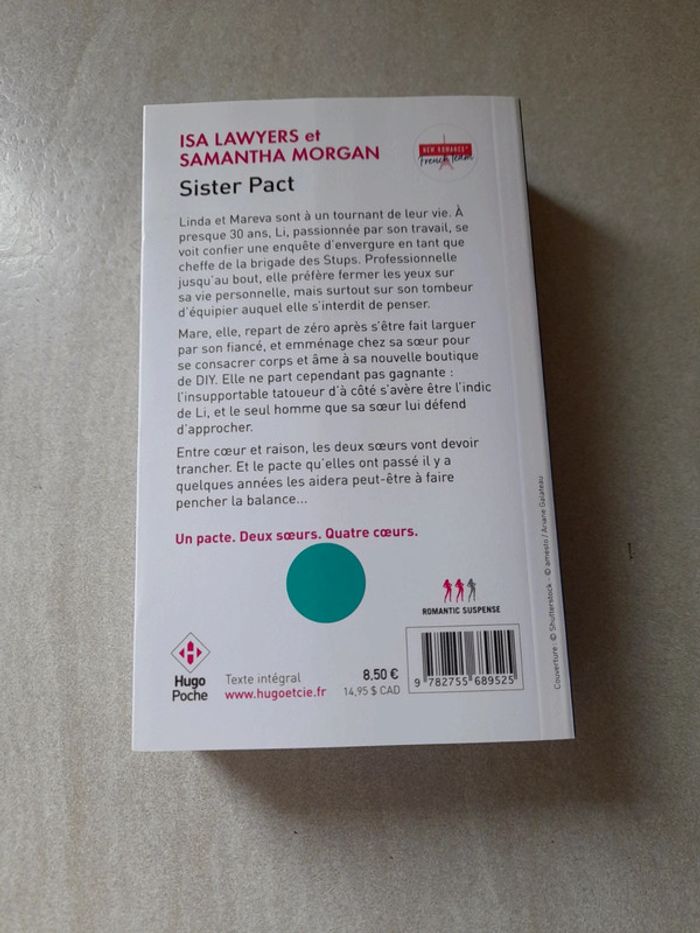 ISA LAWYERS et
SAMANTHA MORGAN
NEW ROMANCE®
French Team
Sister Pact
Linda et Mareva sont à un tournant de leur vie. À
presque 30 ans, Li, passionnée par son travail, se
voit confier une enquête d'envergure en tant que
cheffe de la brigade des Stups. Professionnelle
jusqu'au bout, elle préfère fermer les yeux sur
sa vie personnelle, mais surtout sur son tombeur
d'équipier auquel elle s'interdit de penser.
Mare, elle, repart de zéro après s'être fait larguer
par son fiancé, et emménage chez sa sœur pour
se consacrer corps et âme à sa nouvelle boutique
de DIY. Elle ne part cependant pas gagnante :
l'insupportable tatoueur d'à côté s'avère être l'indic
de Li, et le seul homme que sa sœur lui défend
d'approcher.
Entre cœur et raison, les deux sœurs vont devoir
trancher. Et le pacte qu'elles ont passé il y a
quelques années les aidera peut-être à faire
pencher la balance...
Un pacte. Deux sœurs. Quatre cœurs.
ROMANTIC SUSPENSE
Hugo
Poche
Texte intégral
www.hugoetcie.fr
8,50 €
14,95 $ CAD
9 782755 689525
Couverture : © Shutterstock - © amesto / Ariane Galateau